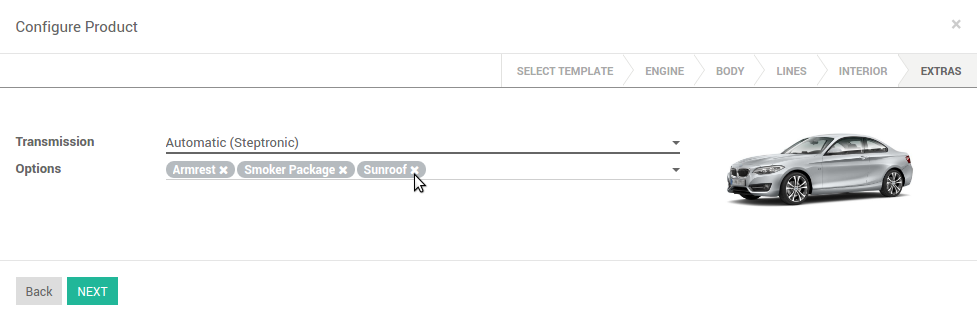 Configure Product ×
SELECT TEMPLATE ENGINE BODY LINES INTERIOR EXTRAS
Transmission Automatic (Steptronic)
Options Armrest × Smoker Package × Sunroof ×
Back NEXT